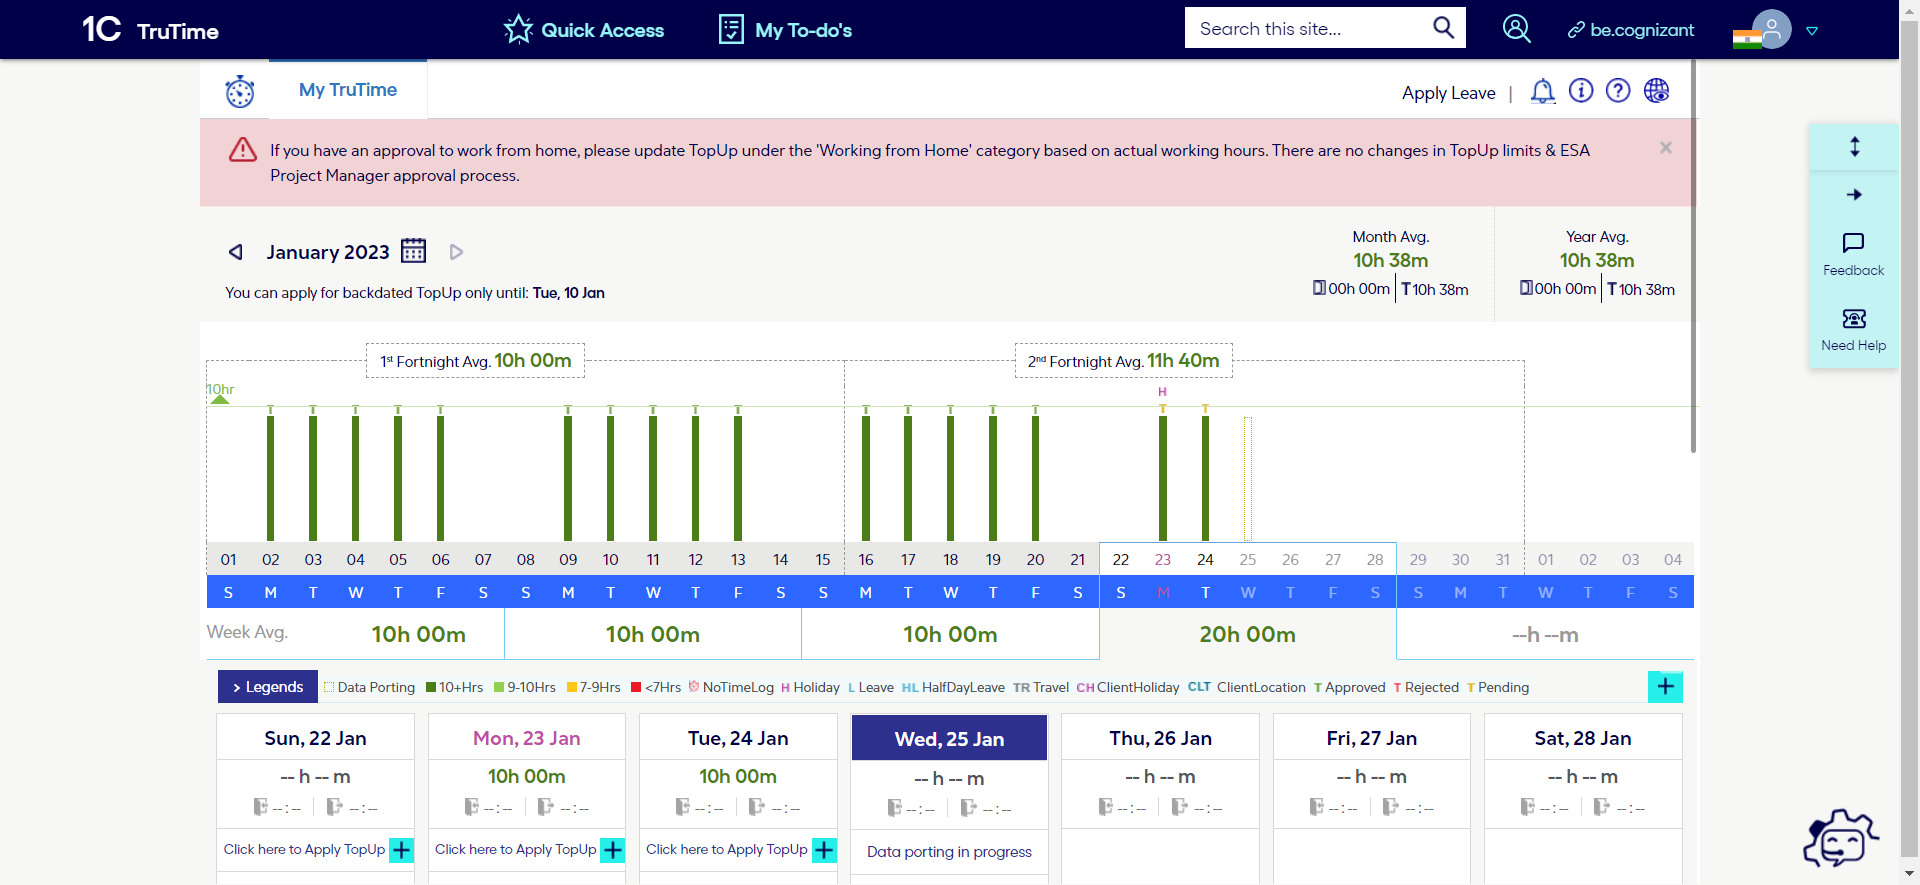 1C TruTime Quick Access My To-do's Search this site... be.cognizant
My TruTime Apply Leave |
If you have an approval to work from home, please update TopUp under the 'Working from Home' category based on actual working hours. There are no changes in TopUp limits & ESA
Project Manager approval process. ×
January 2023
You can apply for backdated TopUp only until: Tue, 10 Jan
Month Avg.
10h 38m
00h 00m T 10h 38m
Year Avg.
10h 38m
00h 00m T 10h 38m
Feedback
Need Help
1st Fortnight Avg. 10h 00m
2nd Fortnight Avg. 11h 40m
10hr
H
T T T T T T T T T T T T T T T T T
01 02 03 04 05 06 07 08 09 10 11 12 13 14 15 16 17 18 19 20 21 22 23 24 25 26 27 28 29 30 31 01 02 03 04
S M T W T F S S M T W T F S S M T W T F S S M T W T F S S M T W T F S
Week Avg. 10h 00m 10h 00m 10h 00m 20h 00m --h --m
> Legends Data Porting 10+Hrs 9-10Hrs 7-9Hrs <7Hrs NoTimeLog H Holiday L Leave HL HalfDayLeave TR Travel CH ClientHoliday CLT ClientLocation T Approved T Rejected T Pending +
Sun, 22 Jan
-- h -- m
--:-- --:--
Click here to Apply TopUp +
Mon, 23 Jan
10h 00m
--:-- --:--
Click here to Apply TopUp +
Tue, 24 Jan
10h 00m
--:-- --:--
Click here to Apply TopUp +
Wed, 25 Jan
-- h -- m
--:-- --:--
Data porting in progress
Thu, 26 Jan
-- h -- m
--:-- --:--
Fri, 27 Jan
-- h -- m
--:-- --:--
Sat, 28 Jan
-- h -- m
--:-- --:--